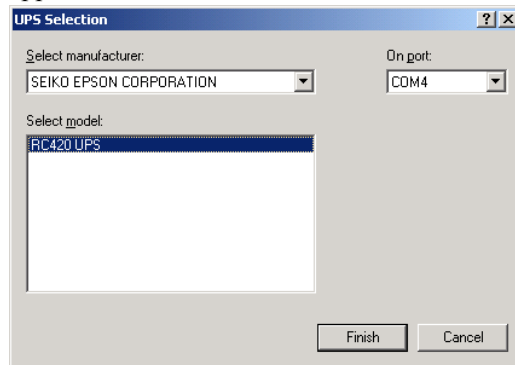 UPS Selection
Select manufacturer:
On port:
SEIKO EPSON CORPORATION
COM4
Select model:
RC420 UPS
Finish
Cancel